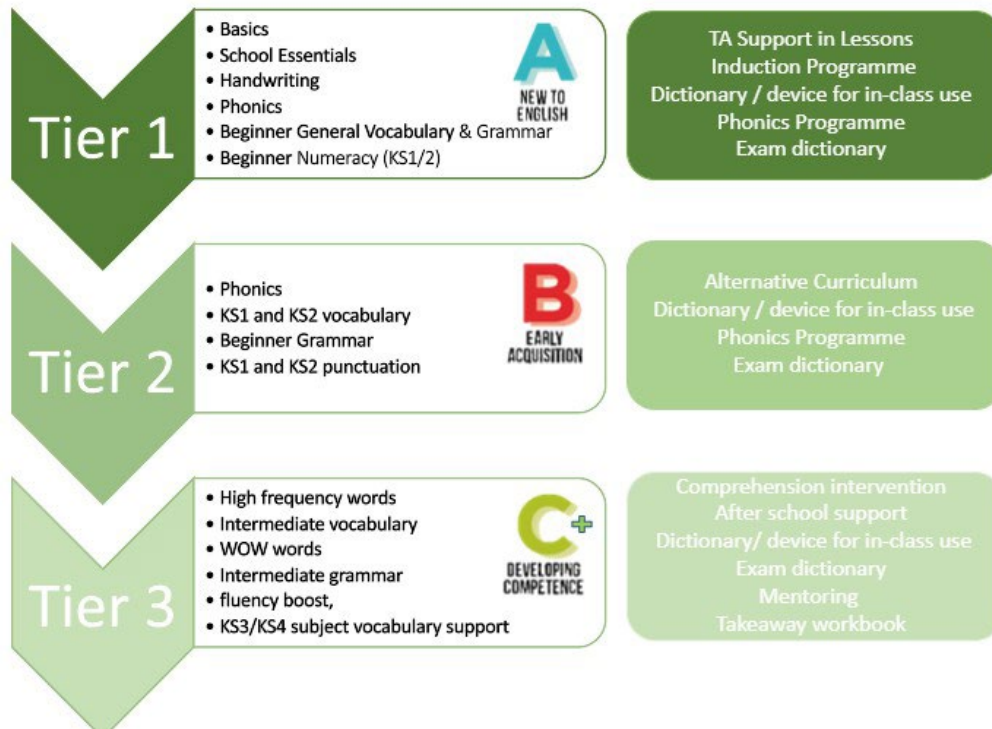 Tier 1
• Basics
• School Essentials
• Handwriting
• Phonics
• Beginner General Vocabulary & Grammar
• Beginner Numeracy (KS1/2)
A
NEW TO
ENGLISH
TA Support in Lessons
Induction Programme
Dictionary / device for in-class use
Phonics Programme
Exam dictionary
Tier 2
• Phonics
• KS1 and KS2 vocabulary
• Beginner Grammar
• KS1 and KS2 punctuation
B
EARLY
ACQUISITION
Alternative Curriculum
Dictionary / device for in-class use
Phonics Programme
Exam dictionary
Tier 3
• High frequency words
• Intermediate vocabulary
• WOW words
• Intermediate grammar
• fluency boost,
• KS3/KS4 subject vocabulary support
C+
DEVELOPING
COMPETENCE
Comprehension intervention
After school support
Dictionary/ device for in-class use
Exam dictionary
Mentoring
Takeaway workbook